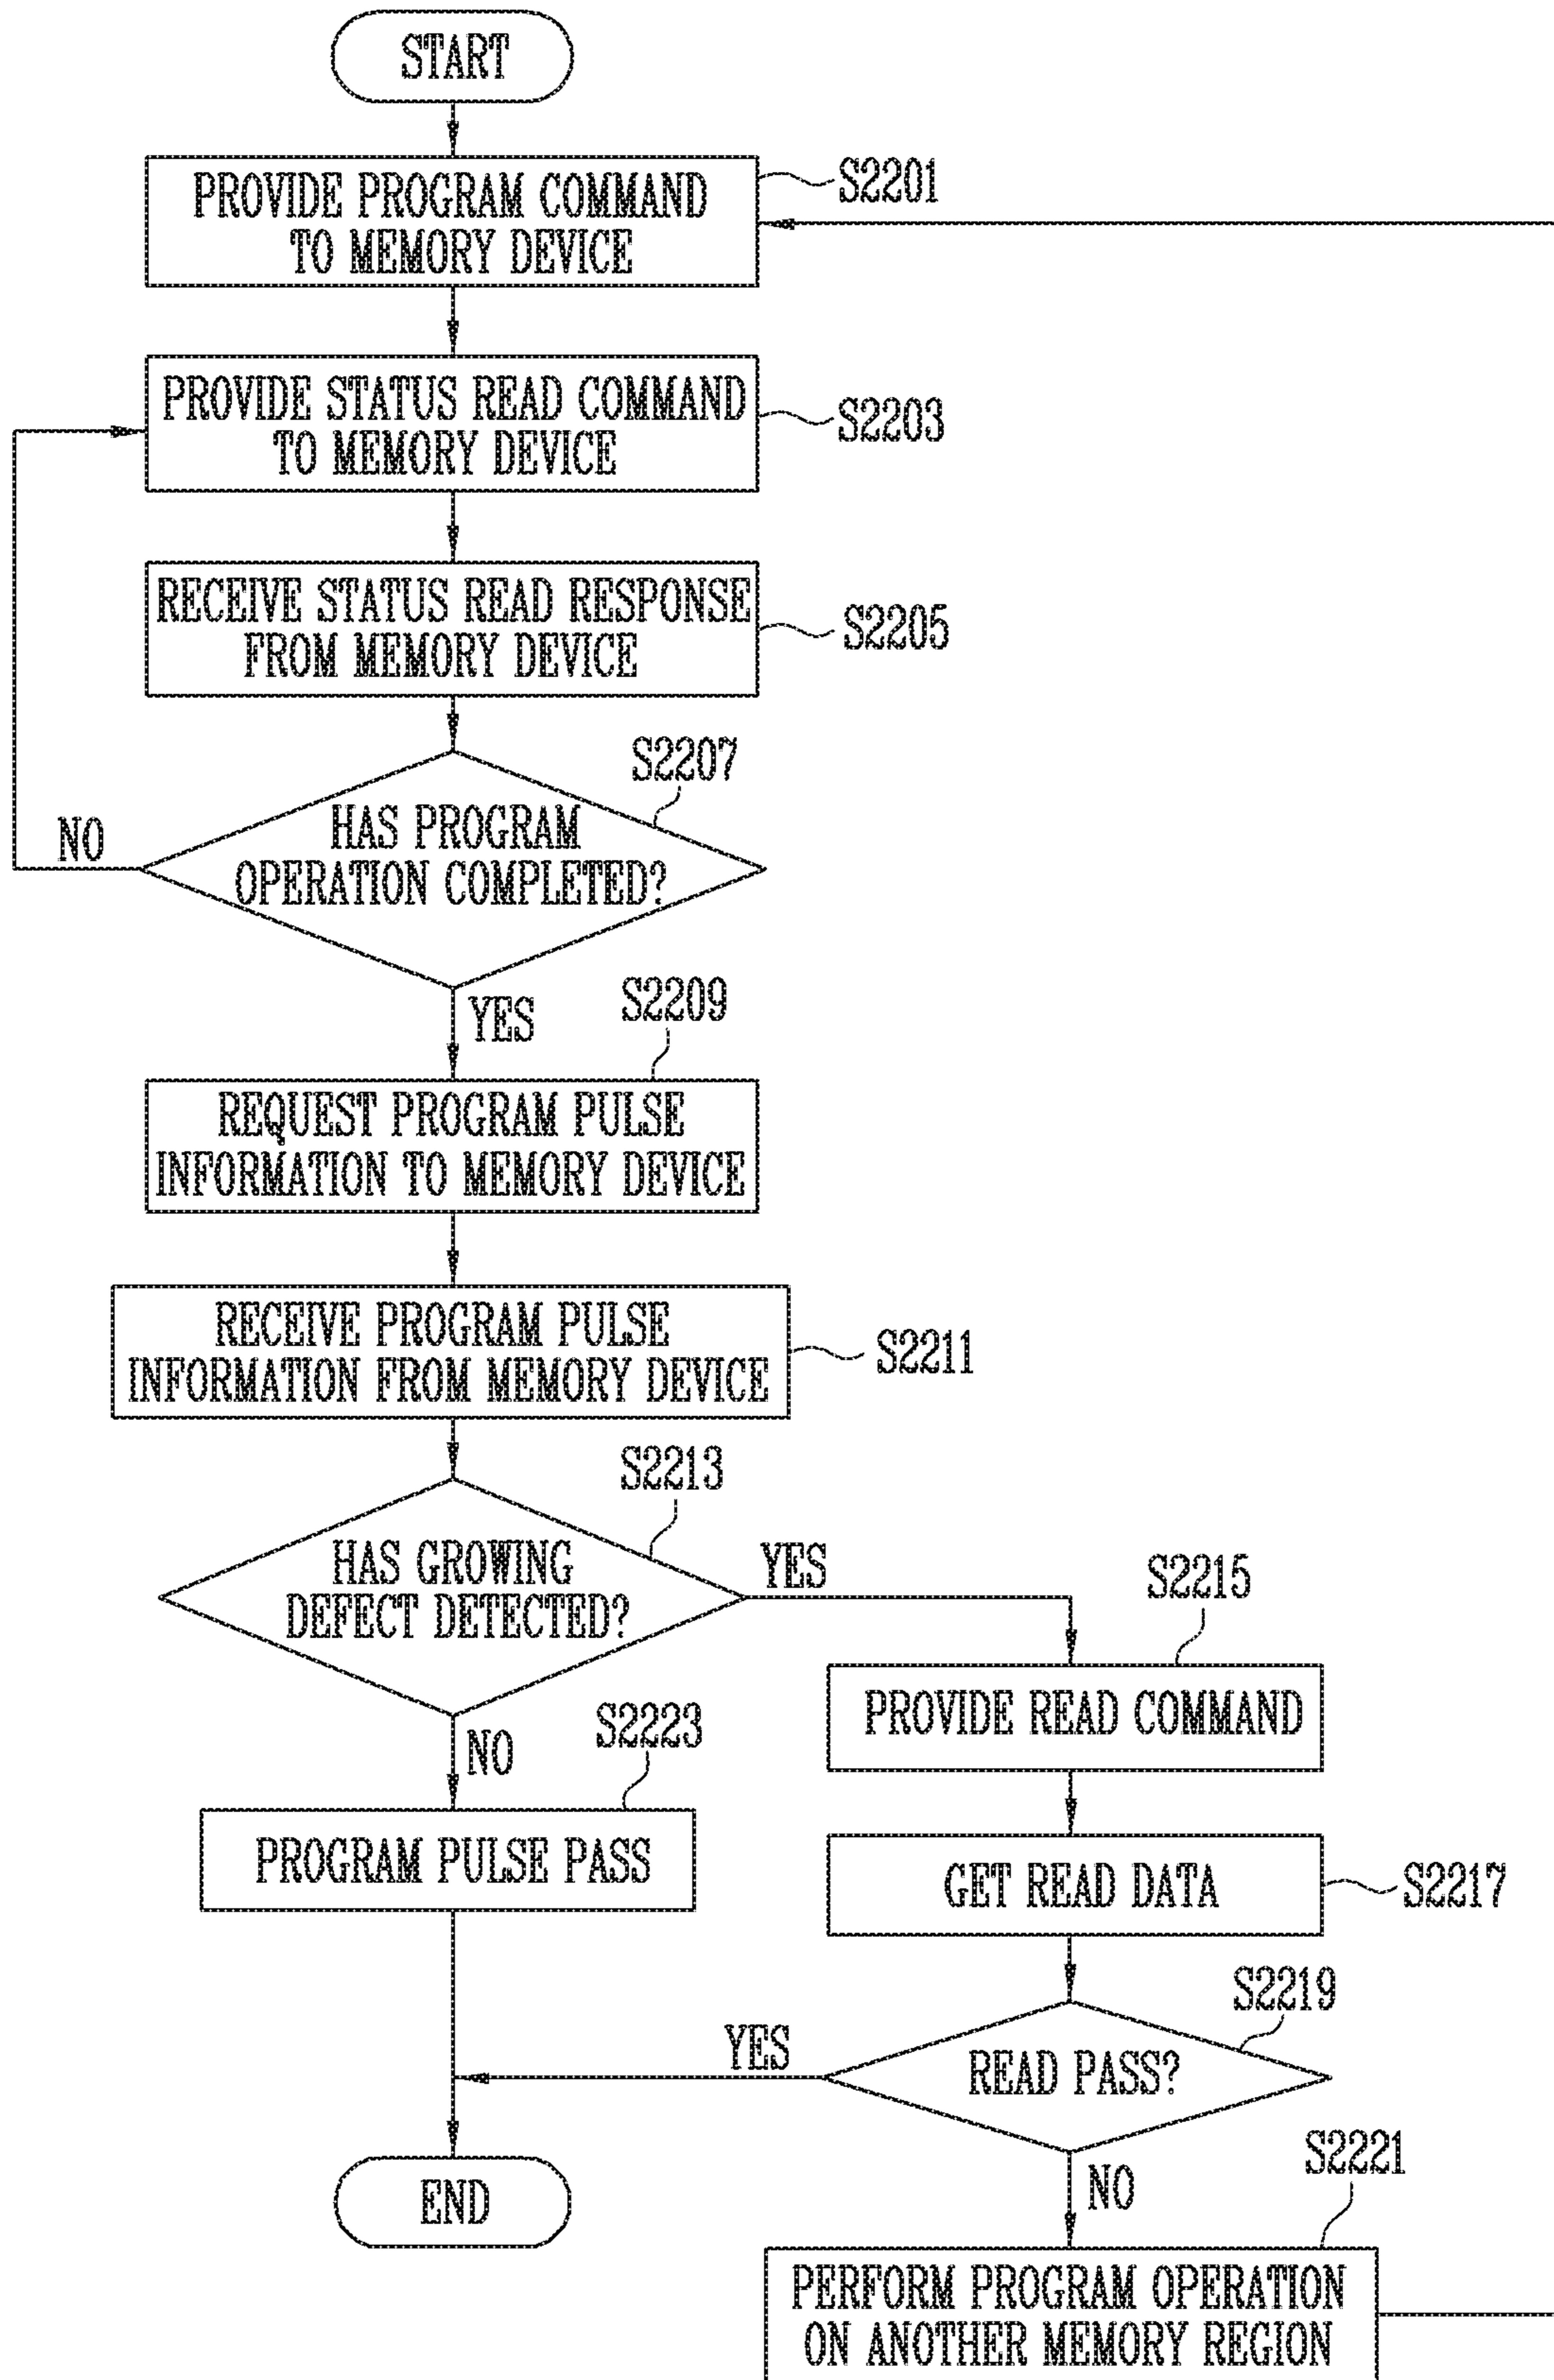 START
PROVIDE PROGRAM COMMAND
TO MEMORY DEVICE
S2201
PROVIDE STATUS READ COMMAND
TO MEMORY DEVICE
S2203
RECEIVE STATUS READ RESPONSE
FROM MEMORY DEVICE
S2205
S2207
HAS PROGRAM
OPERATION COMPLETED?
NO
YES
S2209
REQUEST PROGRAM PULSE
INFORMATION TO MEMORY DEVICE
RECEIVE PROGRAM PULSE
INFORMATION FROM MEMORY DEVICE
S2211
S2213
HAS GROWING
DEFECT DETECTED?
YES
S2215
PROVIDE READ COMMAND
NO
S2223
PROGRAM PULSE PASS
GET READ DATA
S2217
S2219
READ PASS?
YES
END
NO
S2221
PERFORM PROGRAM OPERATION
ON ANOTHER MEMORY REGION